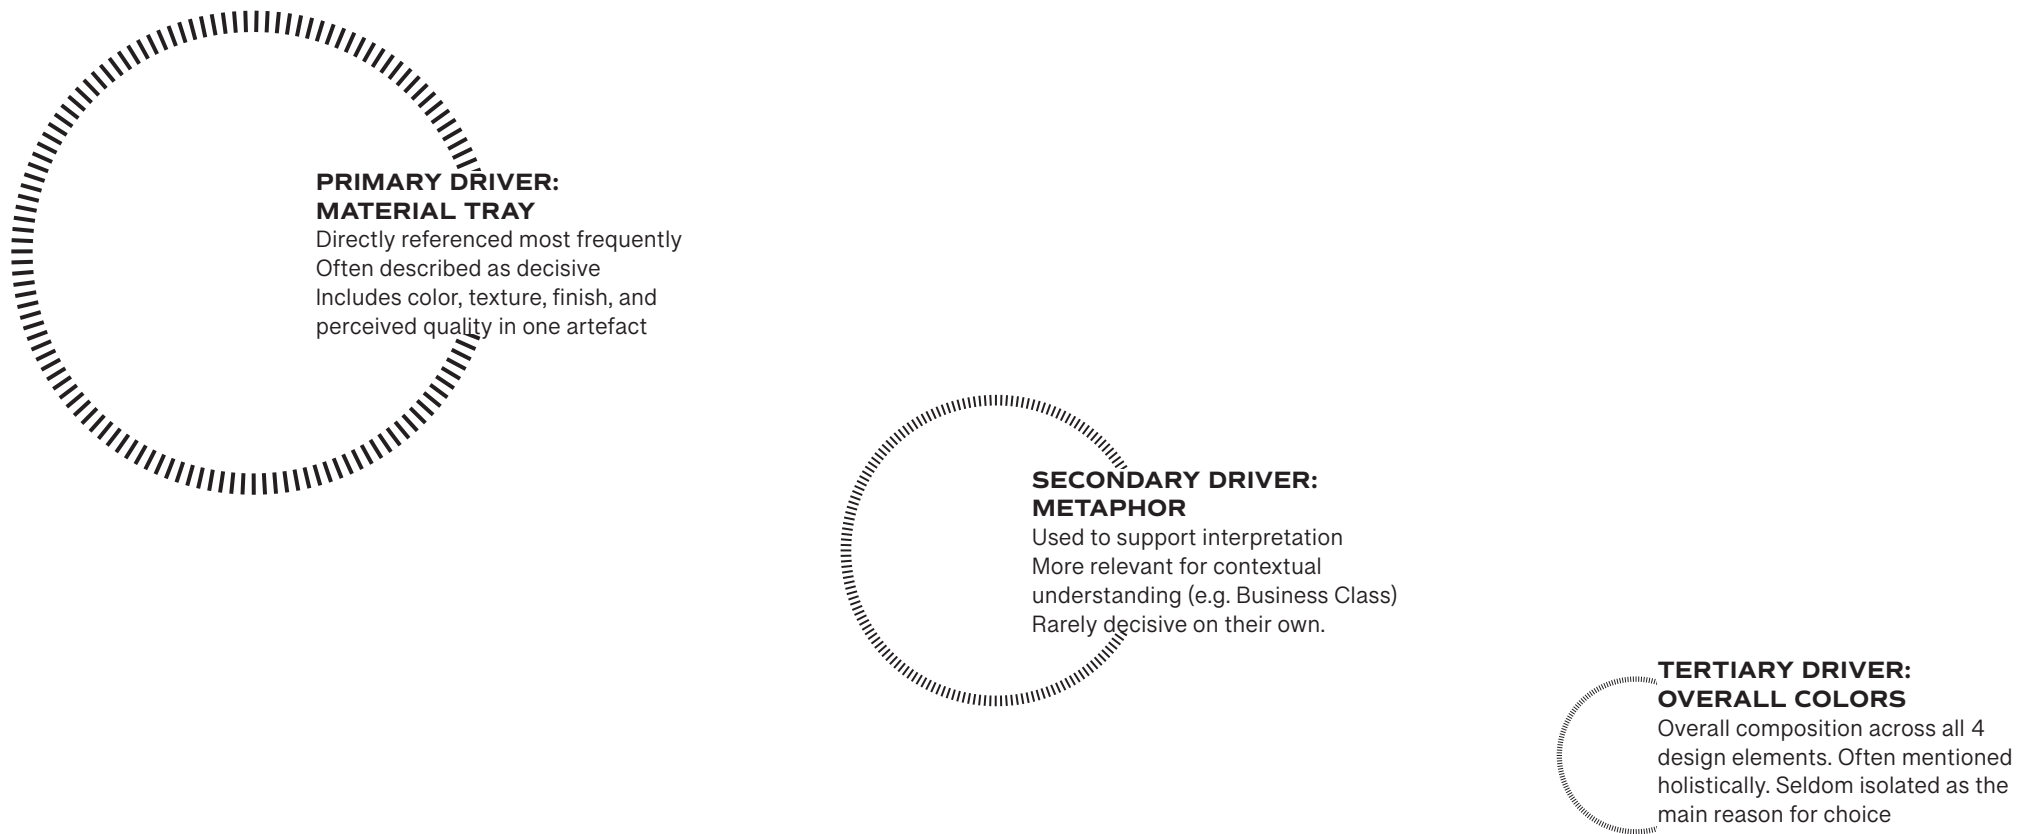 PRIMARY DRIVER:
MATERIAL TRAY
Directly referenced most frequently
Often described as decisive
Includes color, texture, finish, and
perceived quality in one artefact
SECONDARY DRIVER:
METAPHOR
Used to support interpretation
More relevant for contextual
understanding (e.g. Business Class)
Rarely decisive on their own.
TERTIARY DRIVER:
OVERALL COLORS
Overall composition across all 4
design elements. Often mentioned
holistically. Seldom isolated as the
main reason for choice